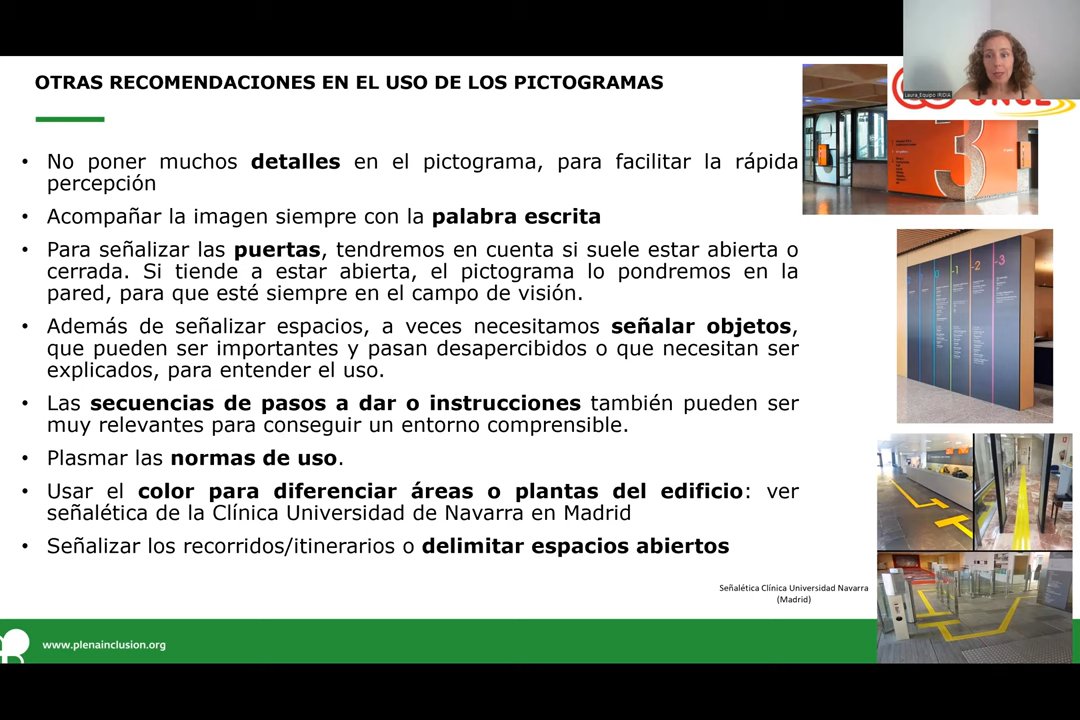 OTRAS RECOMENDACIONES EN EL USO DE LOS PICTOGRAMAS
• No poner muchos detalles en el pictograma, para facilitar la rápida
percepción
• Acompañar la imagen siempre con la palabra escrita
• Para señalizar las puertas, tendremos en cuenta si suele estar abierta o
cerrada. Si tiende a estar abierta, el pictograma lo pondremos en la
pared, para que esté siempre en el campo de visión.
• Además de señalizar espacios, a veces necesitamos señalar objetos,
que pueden ser importantes y pasan desapercibidos o que necesitan ser
explicados, para entender el uso.
• Las secuencias de pasos a dar o instrucciones también pueden ser
muy relevantes para conseguir un entorno comprensible.
• Plasmar las normas de uso.
• Usar el color para diferenciar áreas o plantas del edificio: ver
señalética de la Clínica Universidad de Navarra en Madrid
• Señalizar los recorridos/itinerarios o delimitar espacios abiertos
Señalética Clínica Universidad Navarra
(Madrid)
www.plenainclusion.org
Laura_Equipo IRIDIA
3
0
-1
-2
-3